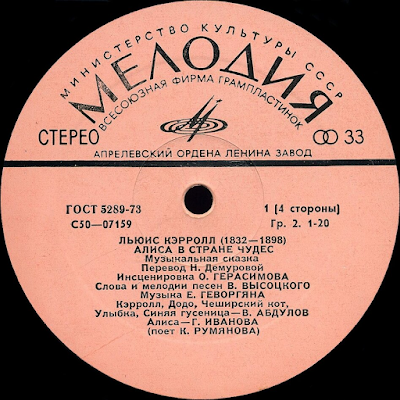 МИНИСТЕРСТВО КУЛЬТУРЫ СССР
МЕЛОДИЯ
ВСЕСОЮЗНАЯ ФИРМА ГРАМПЛАСТИНОК
СТЕРЕО 33
АПРЕЛЕВСКИЙ ОРДЕНА ЛЕНИНА ЗАВОД
ГОСТ 5289-73 1 [4 стороны]
С50—07159 Гр. 2. 1-20
ЛЬЮИС КЭРРОЛЛ (1832—1898)
АЛИСА В СТРАНЕ ЧУДЕС
Музыкальная сказка
Перевод Н. Демуровой
Инсценировка О. ГЕРАСИМОВА
Слова и мелодии песен В. ВЫСОЦКОГО
Музыка Е. ГЕВОРГЯНА
Кэрролл, Додо, Чеширский кот,
Улыбка, Синяя гусеница—В. АБДУЛОВ
Алиса—Г. ИВАНОВА
(поет К. РУМЯНОВА)